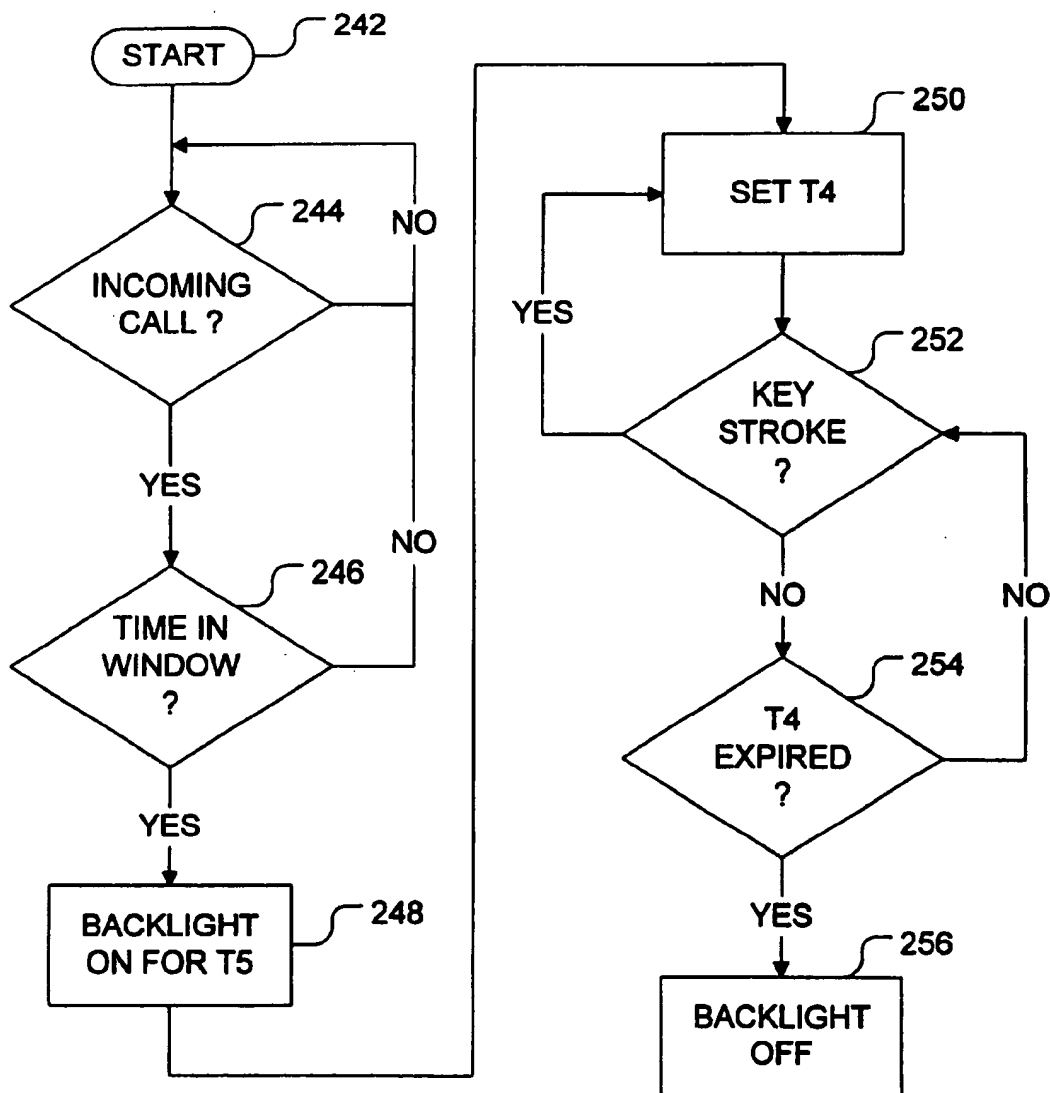 START
242
244
NO
INCOMING
CALL ?
YES
246
NO
TIME IN
WINDOW
?
YES
BACKLIGHT
ON FOR T5
248
250
SET T4
YES
252
KEY
STROKE
?
NO
NO
254
T4
EXPIRED
?
YES
256
BACKLIGHT
OFF